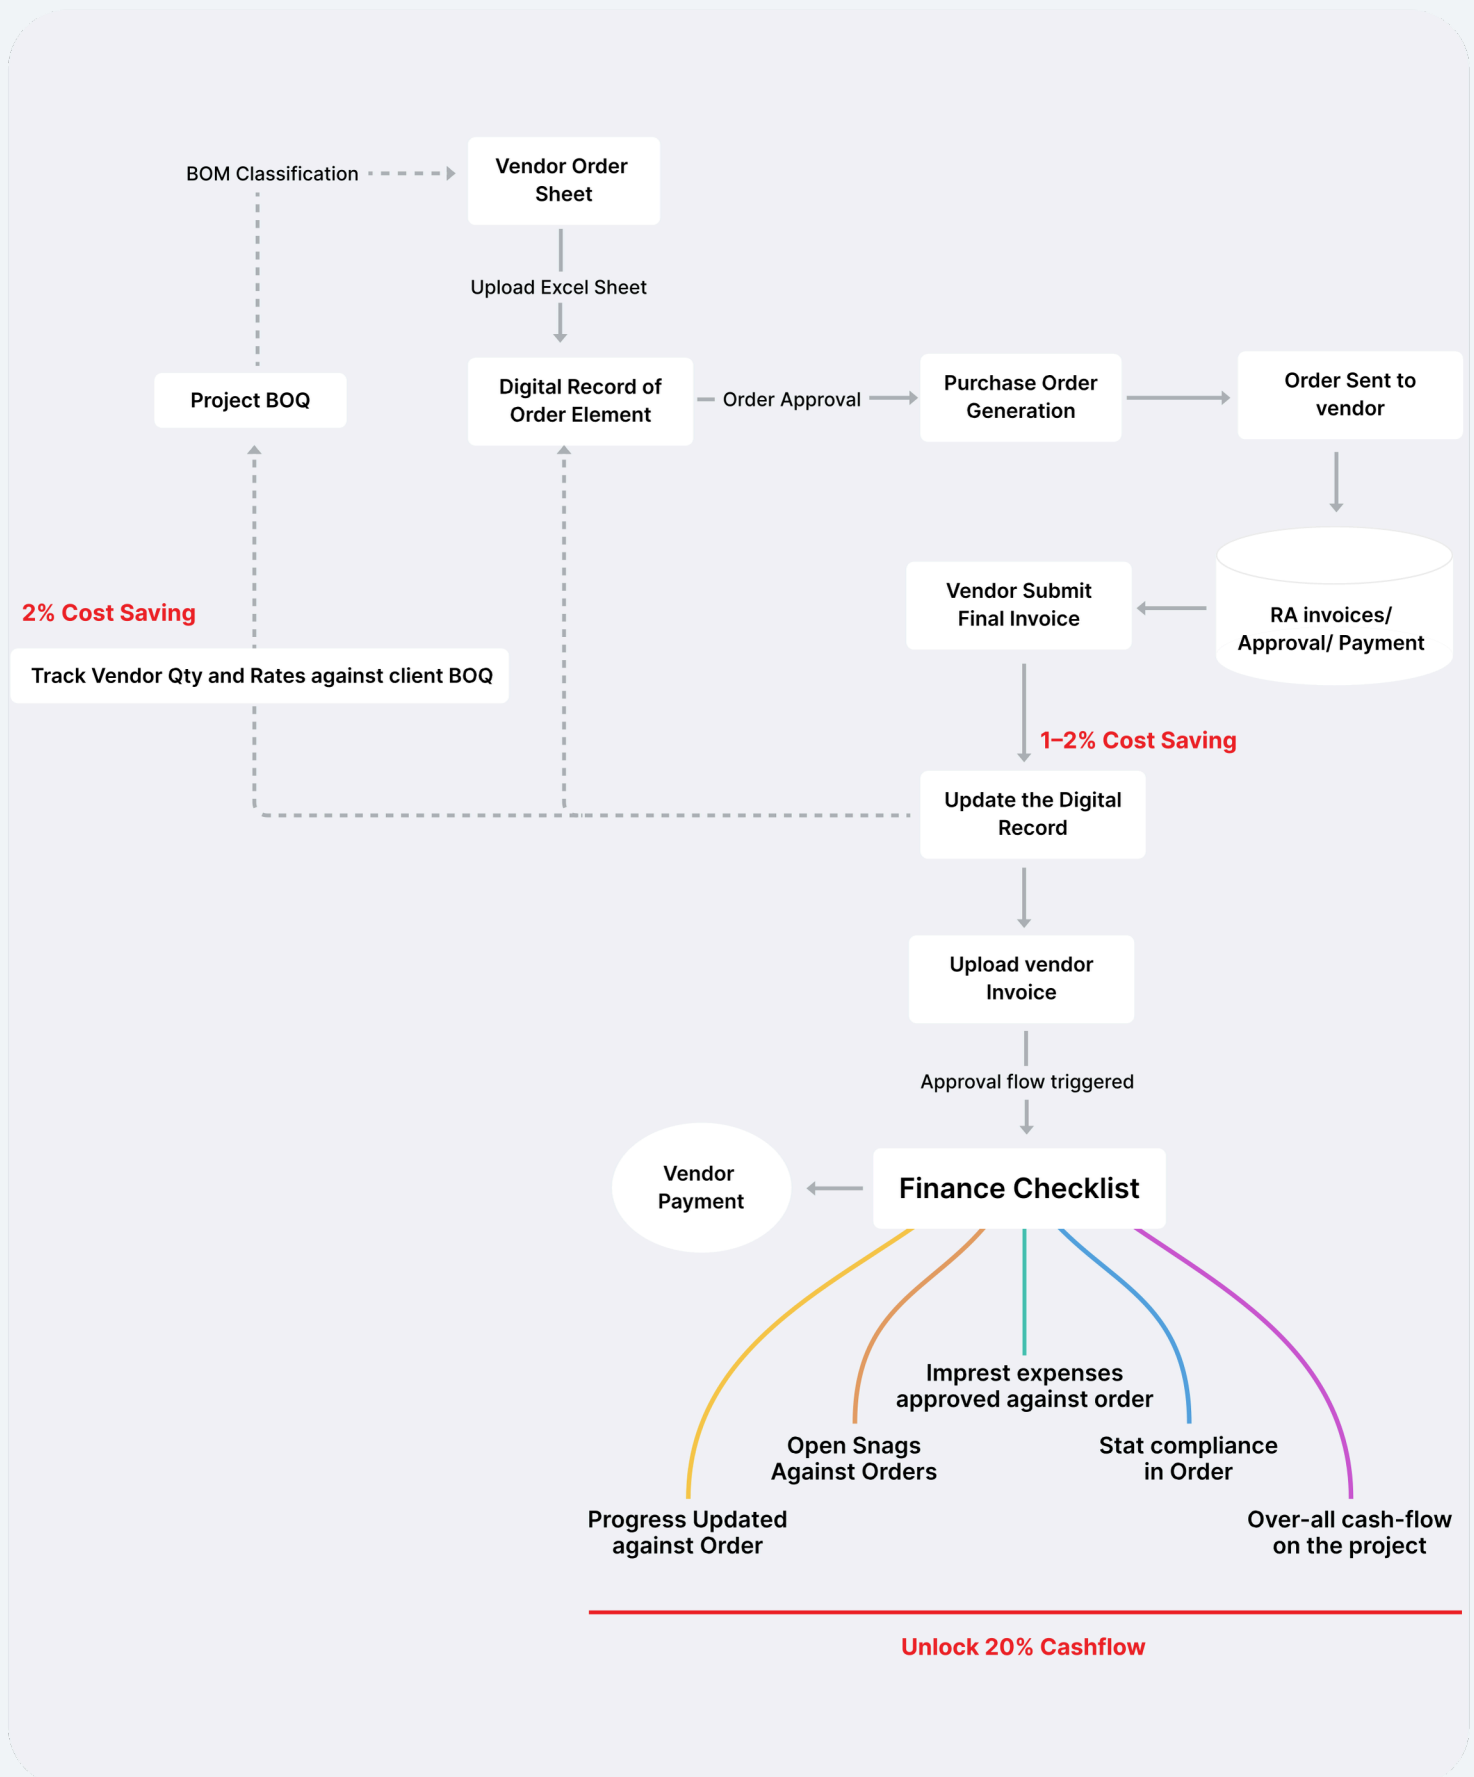 BOM Classification
Vendor Order
Sheet
Upload Excel Sheet
Project BOQ
Digital Record of
Order Element
Order Approval
Purchase Order
Generation
Order Sent to
vendor
RA invoices/
Approval/ Payment
Vendor Submit
Final Invoice
2% Cost Saving
Track Vendor Qty and Rates against client BOQ
1–2% Cost Saving
Update the Digital
Record
Upload vendor
Invoice
Approval flow triggered
Finance Checklist
Vendor
Payment
Imprest expenses
approved against order
Open Snags
Against Orders
Stat compliance
in Order
Progress Updated
against Order
Over-all cash-flow
on the project
Unlock 20% Cashflow